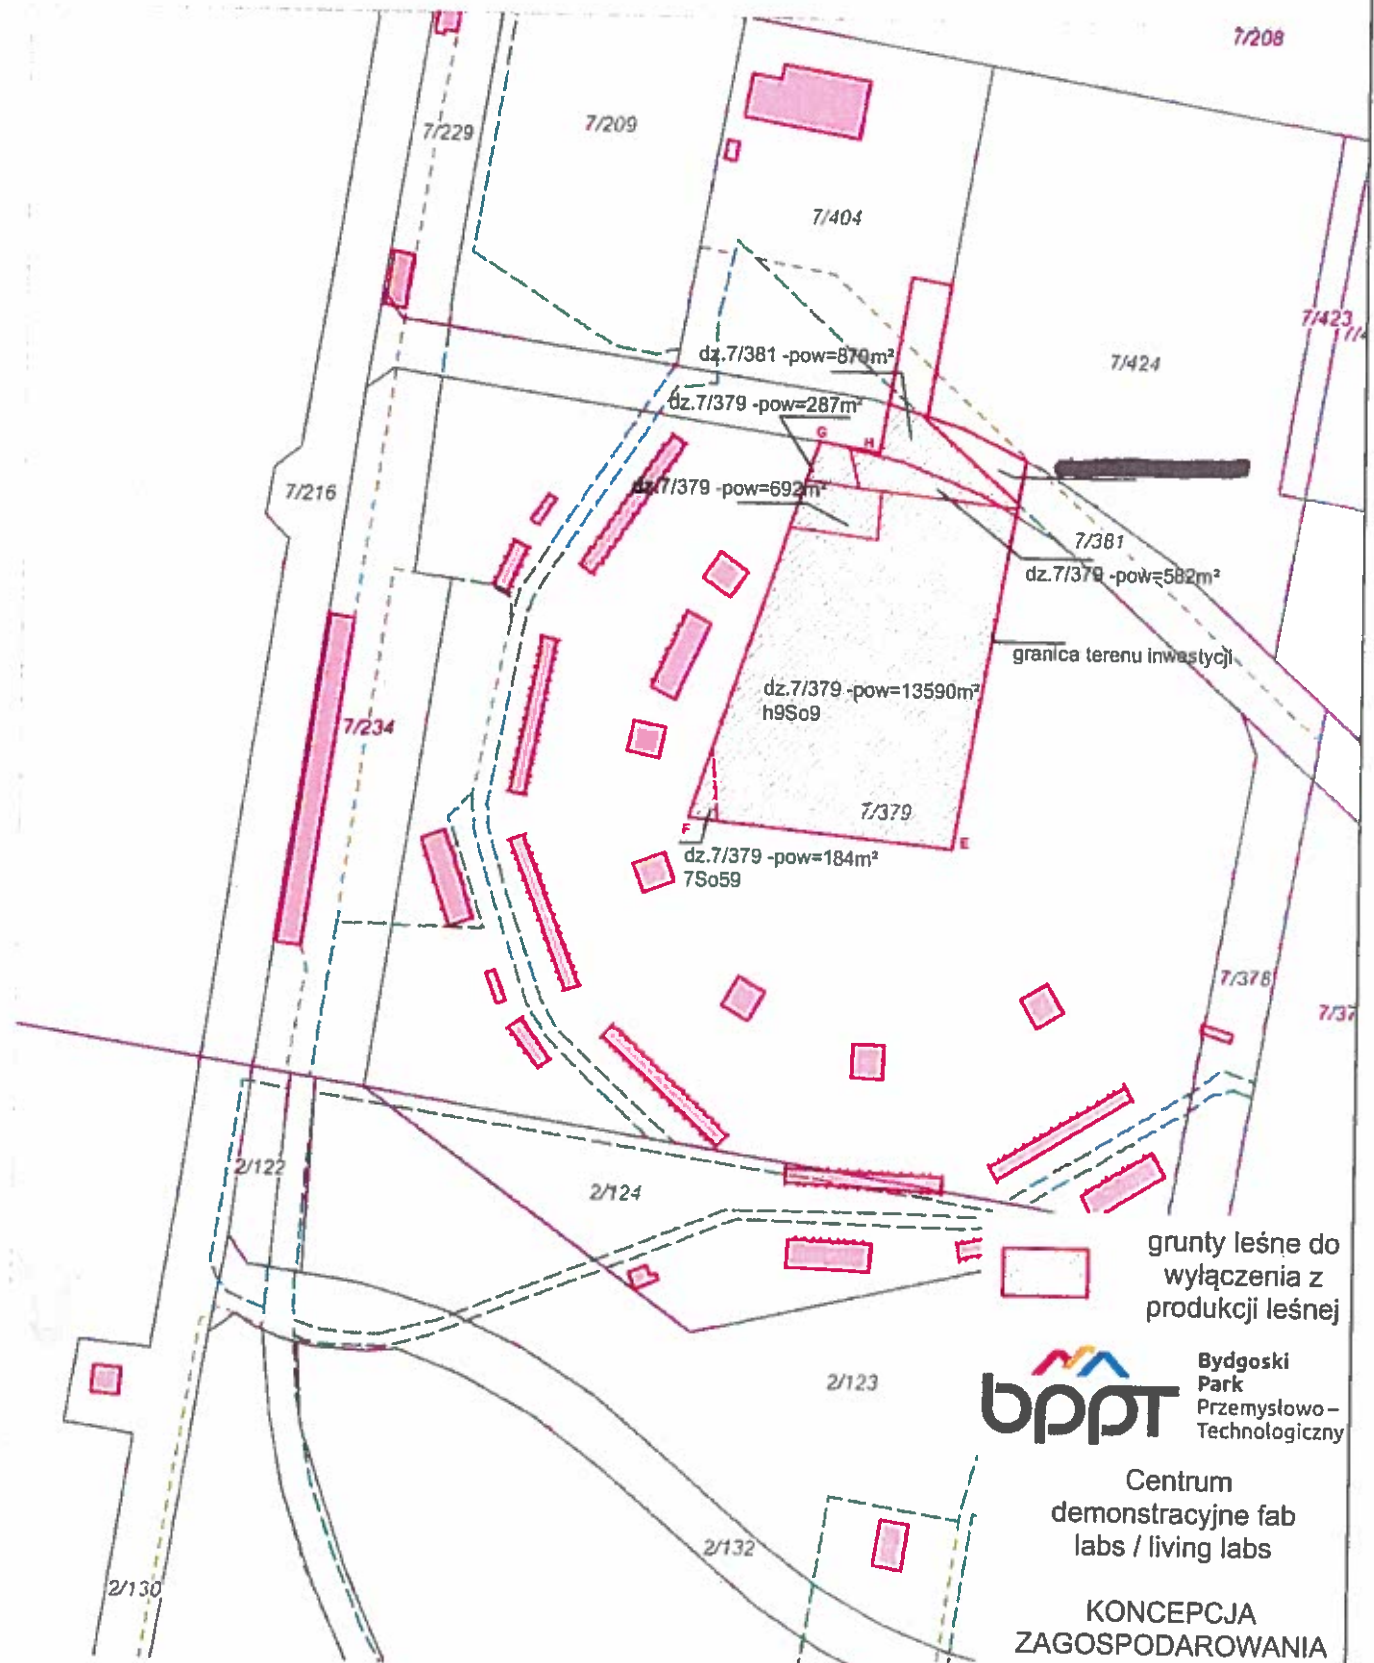 7/208
7/229
7/209
7/404
7/423
7/424
dz.7/381 -pow=870m²
dz.7/379 -pow=287m²
G
H
7/216
dz.7/379 -pow=692m²
7/381
dz.7/379 -pow=582m²
granica terenu inwestycji
dz.7/379 -pow=13590m²
h9So9
7/234
7/379
F
E
dz.7/379 -pow=184m²
7So59
7/378
7/37
2/122
2/124
grunty leśne do
wyłączenia z
produkcji leśnej
bppt
Bydgoski
Park
Przemysłowo-
Technologiczny
2/123
Centrum
demonstracyjne fab
labs / living labs
2/132
2/130
KONCEPCJA
ZAGOSPODAROWANIA